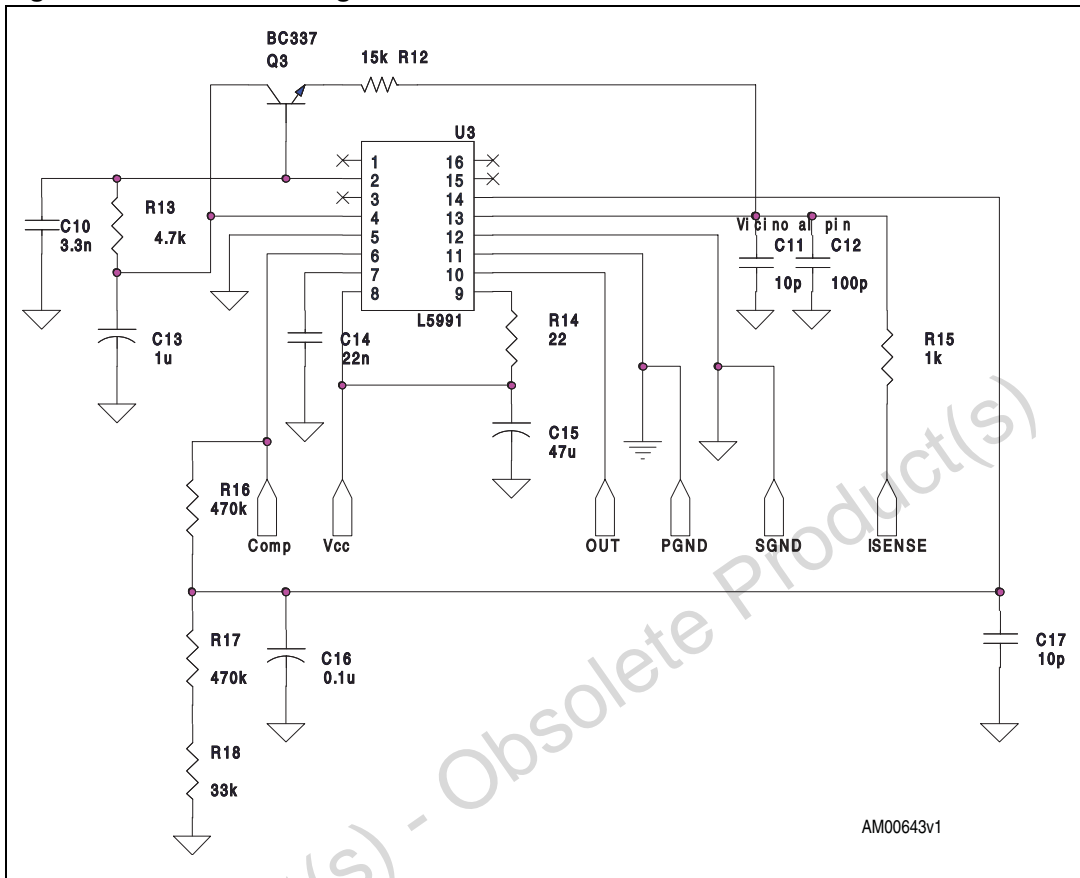 BC337
Q3
15k R12
U3
1 16
2 15
3 14
4 13
5 12
6 11
7 10
8 9
L5991
C10
3.3n
R13
4.7k
C13
1u
C14
22n
R14
22
C15
47u
Vicino al pin
C11
10p
C12
100p
R15
1k
R16
470k
Comp
Vcc
OUT
PGND
SGND
ISENSE
R17
470k
C16
0.1u
R18
33k
C17
10p
AM00643v1
(s) - Obsolete Product(s)